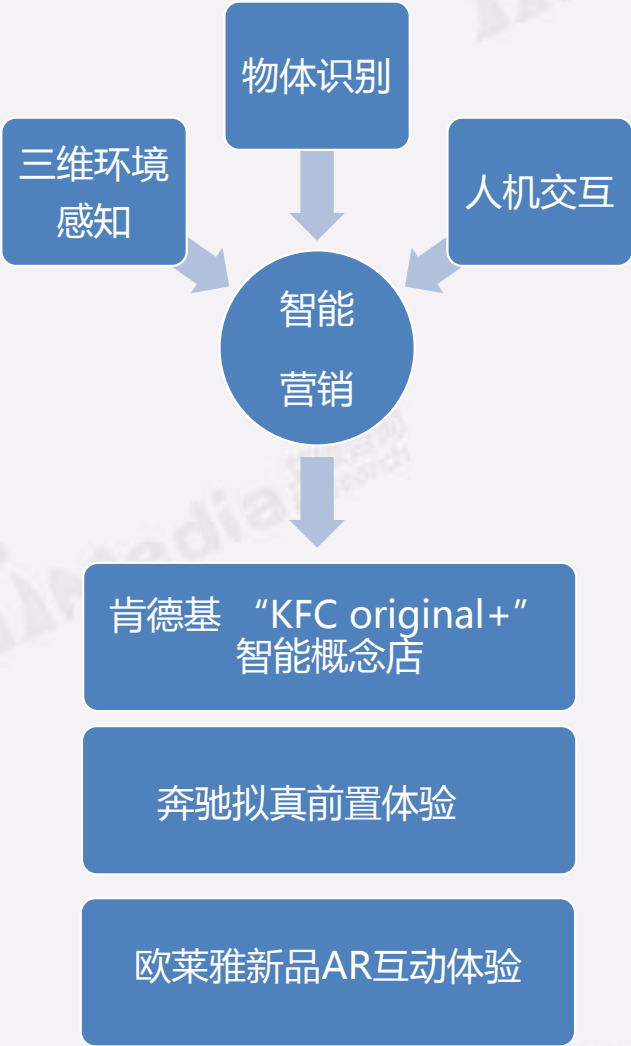 物体识别
三维环境
感知
人机交互
智能
营销
肯德基 “KFC original+”
智能概念店
奔驰拟真前置体验
欧莱雅新品AR互动体验